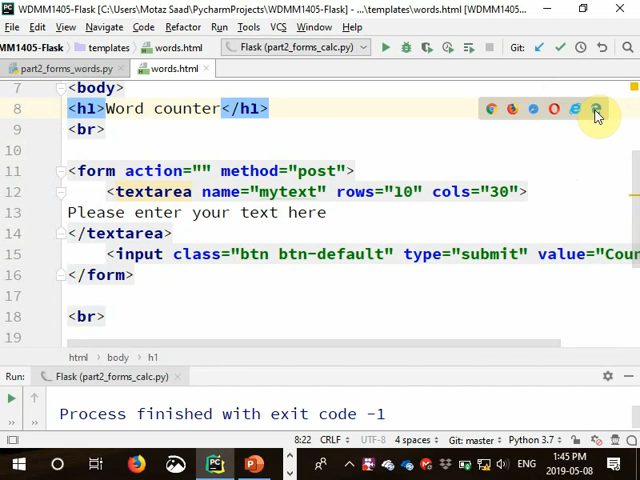 PC WDMM1405-Flask [C:\Users\Motaz Saad\PycharmProjects\WDMM1405-Flask] - ...\templates\words.html [W
File Edit View Navigate Code Refactor Run Tools VCS Window Help
MM1405-Flask templates words.html Flask (part2_forms_calc.py) Git:
part2_forms_words.py words.html
7 <body>
8 <h1>Word counter</h1>
9 <br>
10
11 <form action="" method="post">
12 <textarea name="mytext" rows="10" cols="30">
13 Please enter your text here
14 </textarea>
15 <input class="btn btn-default" type="submit" value="Coun
16 </form>
17
18 <br>
19
html body h1
Run: Flask (part2_forms_calc.py)
Process finished with exit code -1
8:22 CRLF UTF-8 4 spaces Git: master Python 3.7
PC P ENG 1:45 PM
2019-05-08